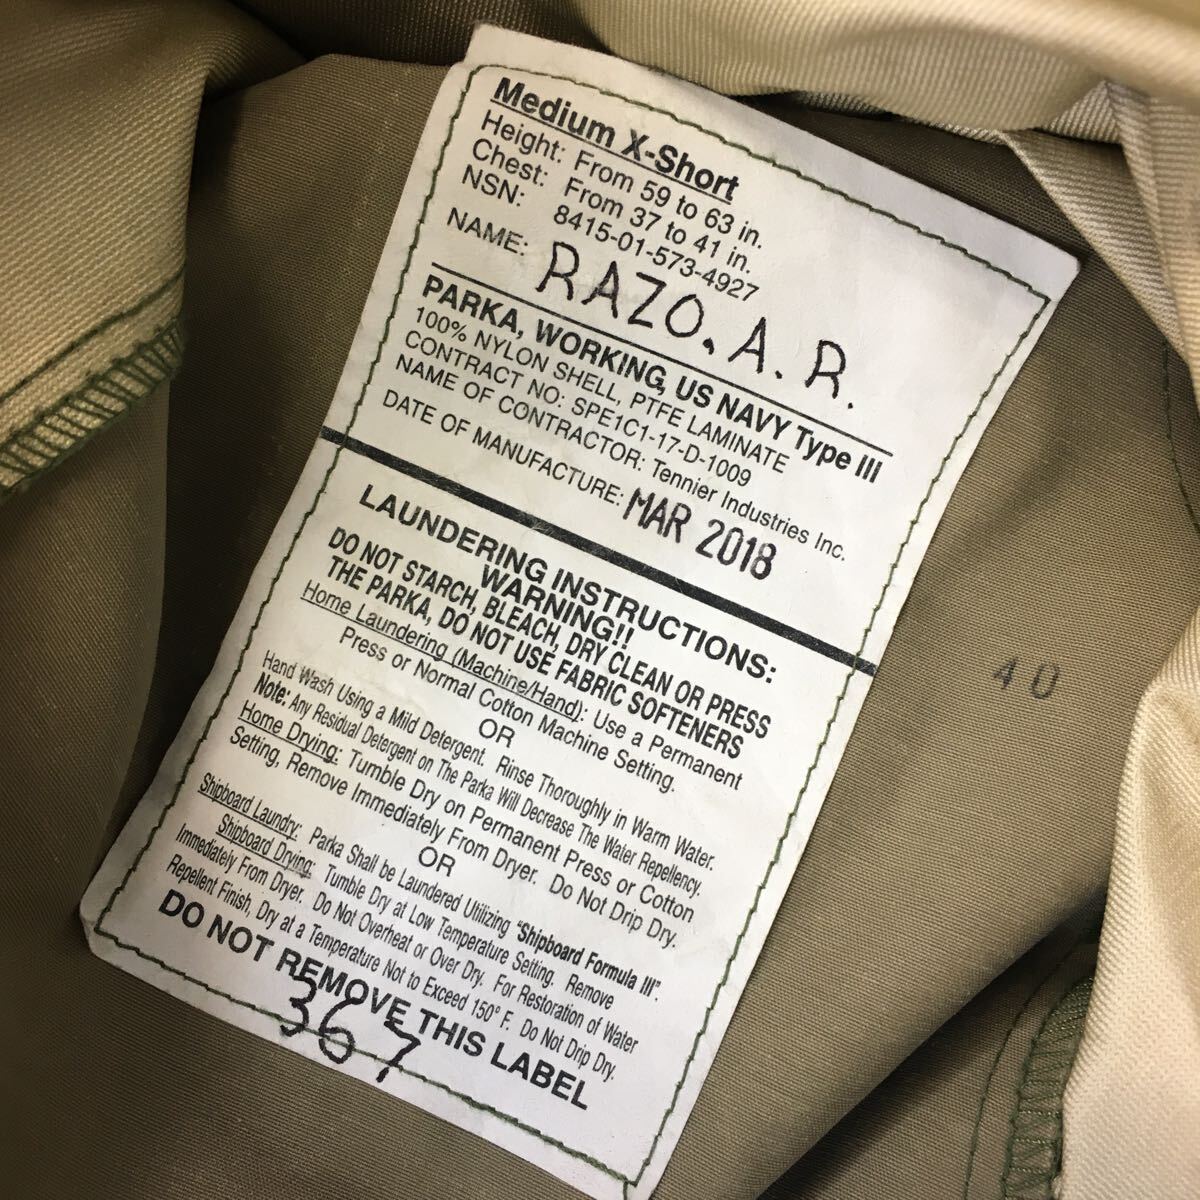 Medium X-Short
Height: From 59 to 63 in.
Chest: From 37 to 41 in.
NSN: 8415-01-573-4927
NAME: RAZO. A. R.
PARKA, WORKING, US NAVY Type III
100% NYLON SHELL, PTFE LAMINATE
CONTRACT NO: SPE1C1-17-D-1009
NAME OF CONTRACTOR: Tennier Industries Inc.
DATE OF MANUFACTURE: MAR 2018
LAUNDERING INSTRUCTIONS:
WARNING!!
DO NOT STARCH, BLEACH, DRY CLEAN OR PRESS
THE PARKA, DO NOT USE FABRIC SOFTENERS
Home Laundering (Machine/Hand): Use a Permanent
Press or Normal Cotton Machine Setting.
OR
Hand Wash Using a Mild Detergent. Rinse Thoroughly in Warm Water.
Note: Any Residual Detergent on The Parka Will Decrease The Water Repellency.
Home Drying: Tumble Dry on Permanent Press or Cotton
Setting, Remove Immediately From Dryer. Do Not Drip Dry.
OR
Shipboard Laundry: Parka Shall be Laundered Utilizing "Shipboard Formula III".
Shipboard Drying: Tumble Dry at Low Temperature Setting. Remove
Immediately From Dryer. Do Not Overheat or Over Dry. For Restoration of Water
Repellent Finish, Dry at a Temperature Not to Exceed 150° F. Do Not Drip Dry.
DO NOT REMOVE THIS LABEL
367
40